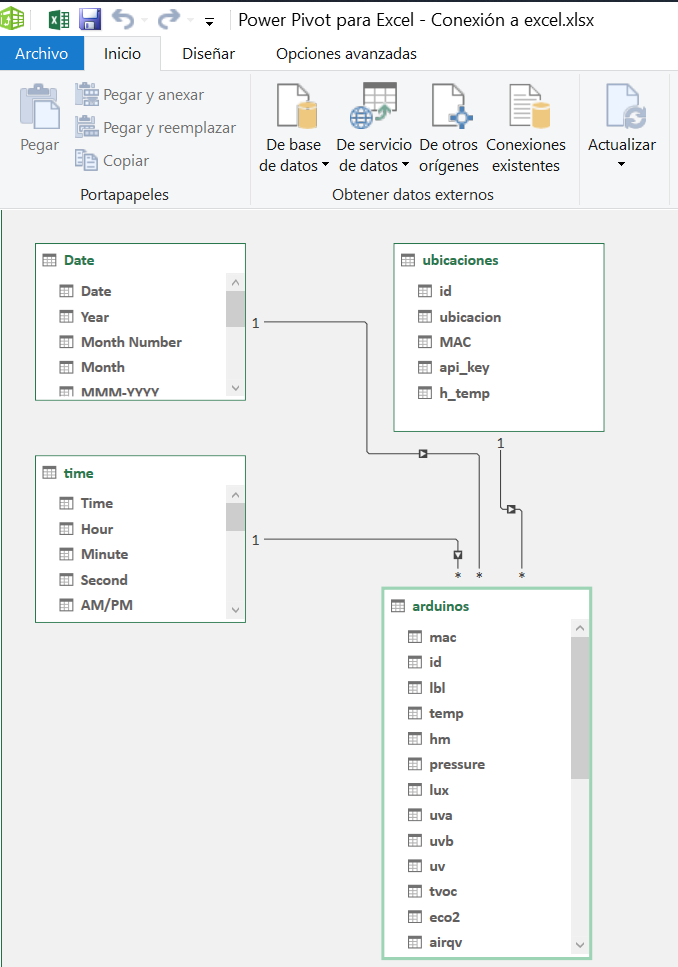 Power Pivot para Excel - Conexión a excel.xlsx
Archivo Inicio Diseñar Opciones avanzadas
Pegar
Pegar y anexar
Pegar y reemplazar
Copiar
Portapapeles
De base de datos
De servicio de datos
De otros orígenes
Conexiones existentes
Obtener datos externos
Actualizar
Date
Date
Year
Month Number
Month
MMM-YYYY
1
ubicaciones
id
ubicacion
MAC
api_key
h_temp
1
time
Time
Hour
Minute
Second
AM/PM
1
* * *
arduinos
mac
id
lbl
temp
hm
pressure
lux
uva
uvb
uv
tvoc
eco2
airqv